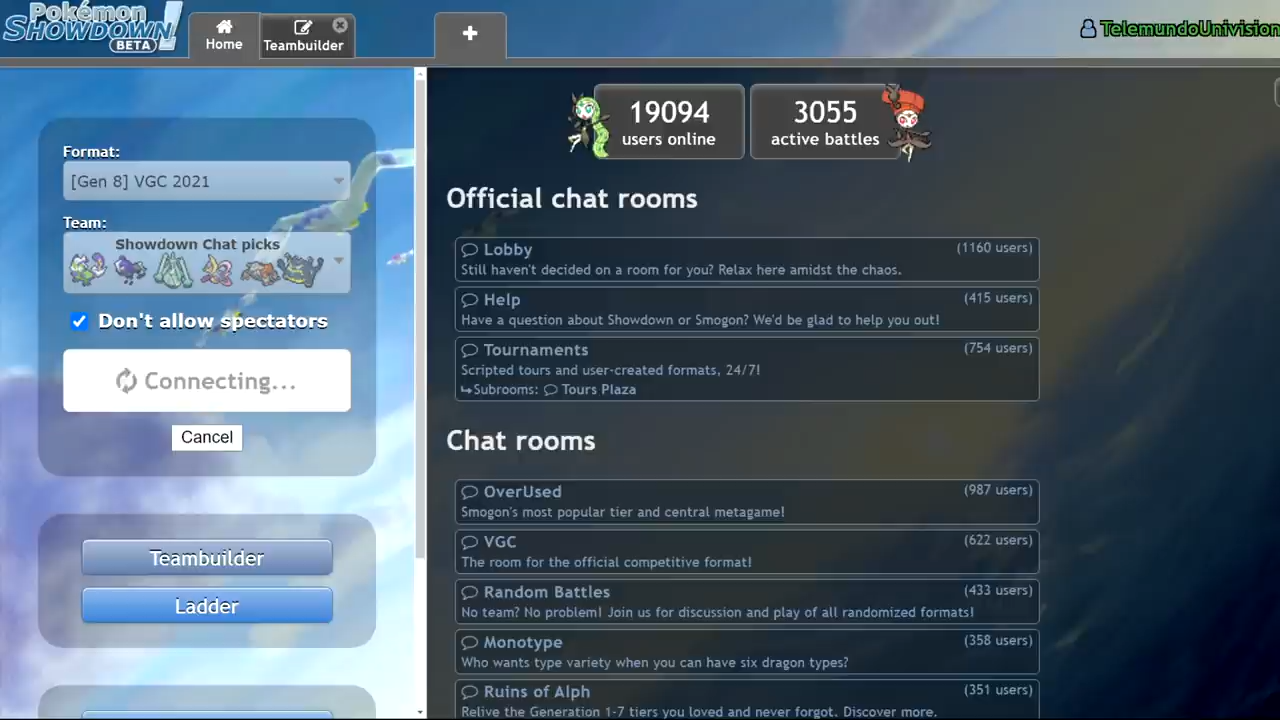 Pokémon
SHOWDOWN!
BETA
Home
Teambuilder
TelemundoUnivision
Format:
[Gen 8] VGC 2021
Team:
Showdown Chat picks
Don't allow spectators
Connecting...
Cancel
Teambuilder
Ladder
19094
users online
3055
active battles
Official chat rooms
Lobby (1160 users)
Still haven't decided on a room for you? Relax here amidst the chaos.
Help (415 users)
Have a question about Showdown or Smogon? We'd be glad to help you out!
Tournaments (754 users)
Scripted tours and user-created formats, 24/7!
↳Subrooms: Tours Plaza
Chat rooms
OverUsed (987 users)
Smogon's most popular tier and central metagame!
VGC (622 users)
The room for the official competitive format!
Random Battles (433 users)
No team? No problem! Join us for discussion and play of all randomized formats!
Monotype (358 users)
Who wants type variety when you can have six dragon types?
Ruins of Alph (351 users)
Relive the Generation 1-7 tiers you loved and never forgot. Discover more.